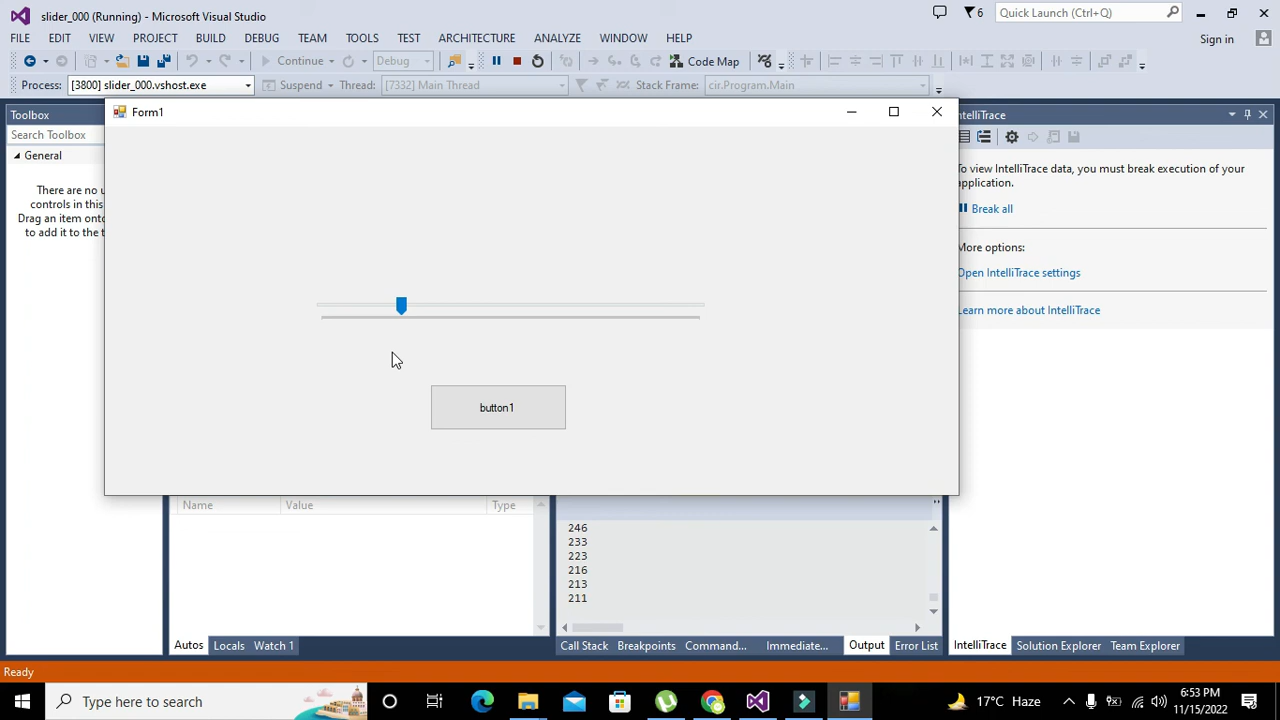 slider_000 (Running) - Microsoft Visual Studio
6
Quick Launch (Ctrl+Q)
FILE EDIT VIEW PROJECT BUILD DEBUG TEAM TOOLS TEST ARCHITECTURE ANALYZE WINDOW HELP
Sign in
Continue
Debug
Code Map
Process: [3800] slider_000.vshost.exe
Suspend
Thread: [7332] Main Thread
Stack Frame: cir.Program.Main
Toolbox
Search Toolbox
General
There are no u
controls in this
Drag an item onto
to add it to the t
Form1
button1
IntelliTrace
To view IntelliTrace data, you must break execution of your
application.
Break all
More options:
Open IntelliTrace settings
Learn more about IntelliTrace
Name Value Type
246
233
223
216
213
211
Autos Locals Watch 1
Call Stack Breakpoints Command... Immediate... Output Error List
IntelliTrace Solution Explorer Team Explorer
Ready
Type here to search
17°C Haze
6:53 PM
11/15/2022